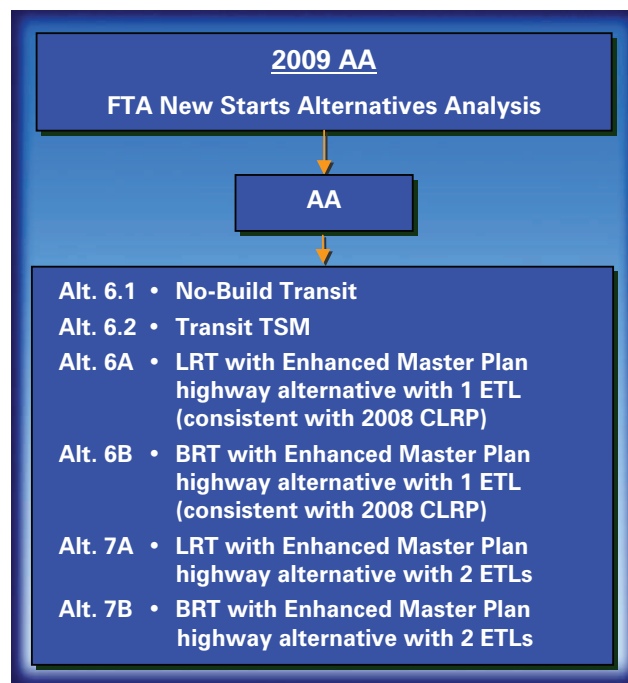 2009 AA
FTA New Starts Alternatives Analysis
AA
Alt. 6.1 • No-Build Transit
Alt. 6.2 • Transit TSM
Alt. 6A • LRT with Enhanced Master Plan
highway alternative with 1 ETL
(consistent with 2008 CLRP)
Alt. 6B • BRT with Enhanced Master Plan
highway alternative with 1 ETL
(consistent with 2008 CLRP)
Alt. 7A • LRT with Enhanced Master Plan
highway alternative with 2 ETLs
Alt. 7B • BRT with Enhanced Master Plan
highway alternative with 2 ETLs